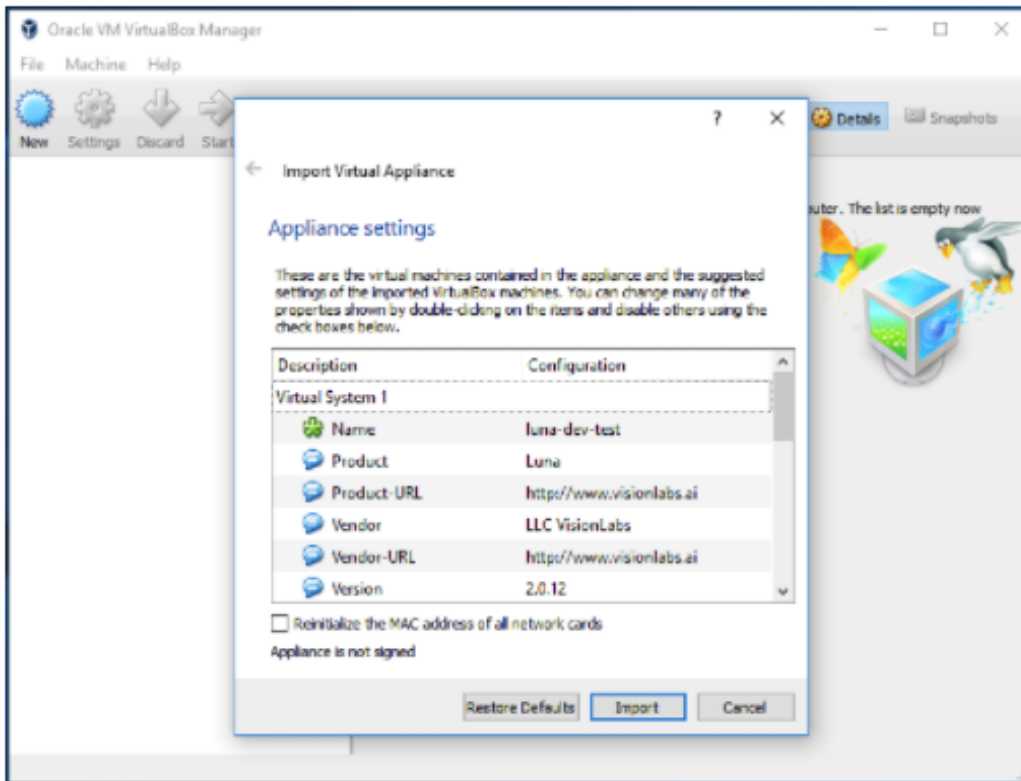 Oracle VM VirtualBox Manager
File Machine Help
New Settings Discard Start
Details Snapshots
? 
Import Virtual Appliance
Appliance settings
uter. The list is empty now
These are the virtual machines contained in the appliance and the suggested
settings of the imported VirtualBox machines. You can change many of the
properties shown by double-clicking on the items and disable others using the
check boxes below.
Description Configuration
Virtual System 1
Name luna-dev-test
Product Luna
Product-URL http://www.visionlabs.ai
Vendor LLC VisionLabs
Vendor-URL http://www.visionlabs.ai
Version 2.0.12
Reinitialize the MAC address of all network cards
Appliance is not signed
Restore Defaults Import Cancel